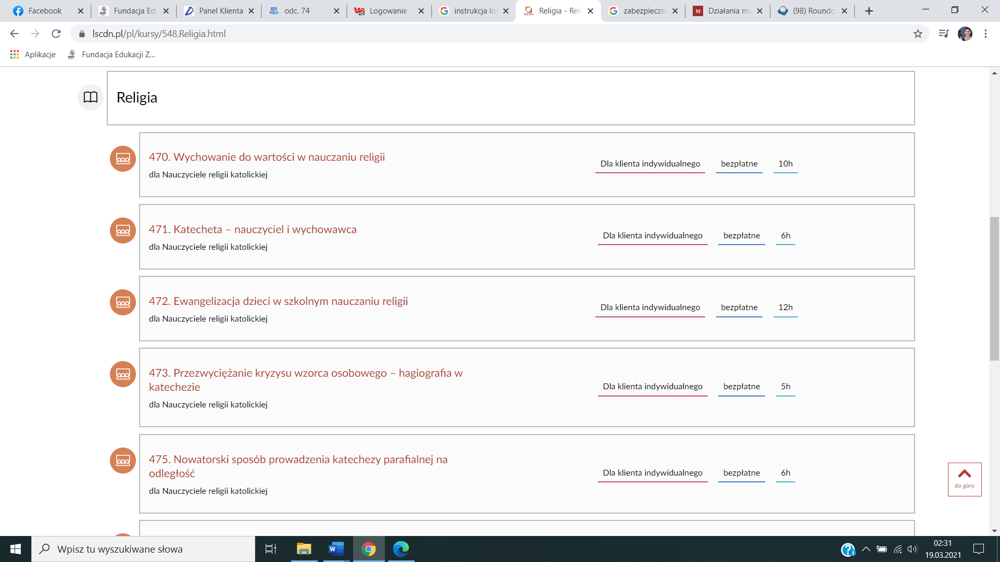 Facebook
Fundacja Edu
Panel Klienta
odc. 74
Logowanie -
instrukcja lo
Religia - Reli
zabezpiecze
Działania ma
(98) Roundcu
lscdn.pl/pl/kursy/548,Religia.html
Aplikacje
Fundacja Edukacji Z...
Religia
470. Wychowanie do wartości w nauczaniu religii
dla Nauczyciele religii katolickiej
Dla klienta indywidualnego bezpłatne 10h
471. Katecheta – nauczyciel i wychowawca
dla Nauczyciele religii katolickiej
Dla klienta indywidualnego bezpłatne 6h
472. Ewangelizacja dzieci w szkolnym nauczaniu religii
dla Nauczyciele religii katolickiej
Dla klienta indywidualnego bezpłatne 12h
473. Przezwyciężanie kryzysu wzorca osobowego – hagiografia w
katechezie
dla Nauczyciele religii katolickiej
Dla klienta indywidualnego bezpłatne 5h
475. Nowatorski sposób prowadzenia katechezy parafialnej na
odległość
dla Nauczyciele religii katolickiej
Dla klienta indywidualnego bezpłatne 6h
do góry
Wpisz tu wyszukiwane słowa
02:31
19.03.2021